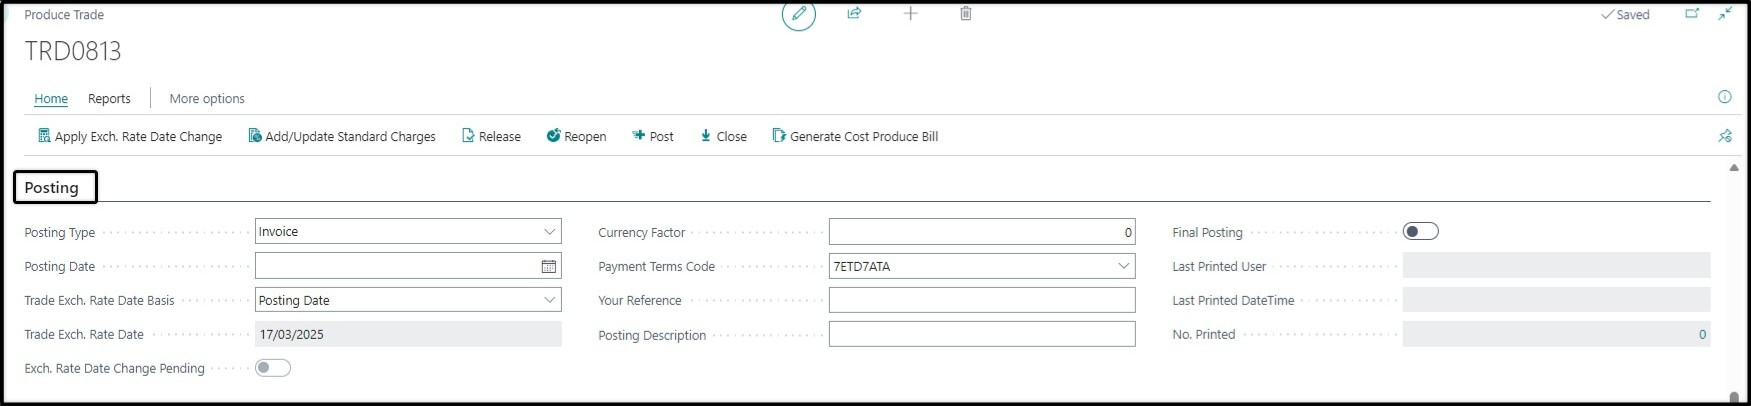 Produce Trade
Saved
TRD0813
Home Reports More options
Apply Exch. Rate Date Change Add/Update Standard Charges Release Reopen Post Close Generate Cost Produce Bill
Posting
Posting Type Invoice Currency Factor 0 Final Posting
Posting Date Payment Terms Code 7ETD7ATA Last Printed User
Trade Exch. Rate Date Basis Posting Date Your Reference Last Printed DateTime
Trade Exch. Rate Date 17/03/2025 Posting Description No. Printed 0
Exch. Rate Date Change Pending